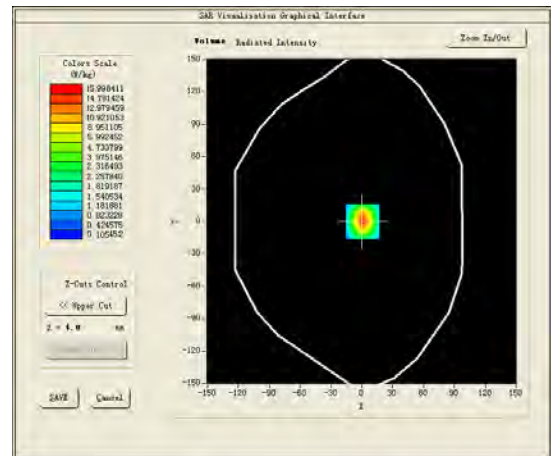 SAR Visualisation Graphical Interface
Volume Radiated Intensity
Zoom In/Out
Colors Scale
(W/kg)
15.998411
14.791424
12.979459
10.921053
8.951105
5.992452
4.733799
3.975146
2.316493
2.257840
1.819187
1.540534
1.181881
0.823228
0.424575
0.105452
150
120
90
60
30
0
-30
-60
-90
-120
-150
Y
-150 -120 -90 -60 -30 0 30 60 90 120 150
X
Z-Cuts Control
<< Upper Cut
Z = 4.0 mm
SAVE
Cancel